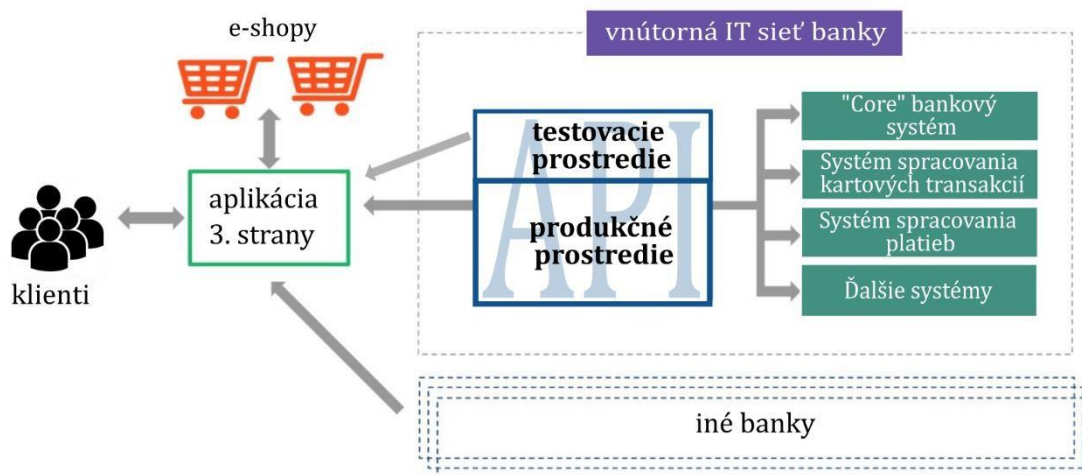 e-shopy
vnútorná IT sieť banky
klienti
aplikácia
3. strany
API
testovacie
prostredie
produkčné
prostredie
"Core" bankový
systém
Systém spracovania
kartových transakcií
Systém spracovania
platieb
Ďalšie systémy
iné banky